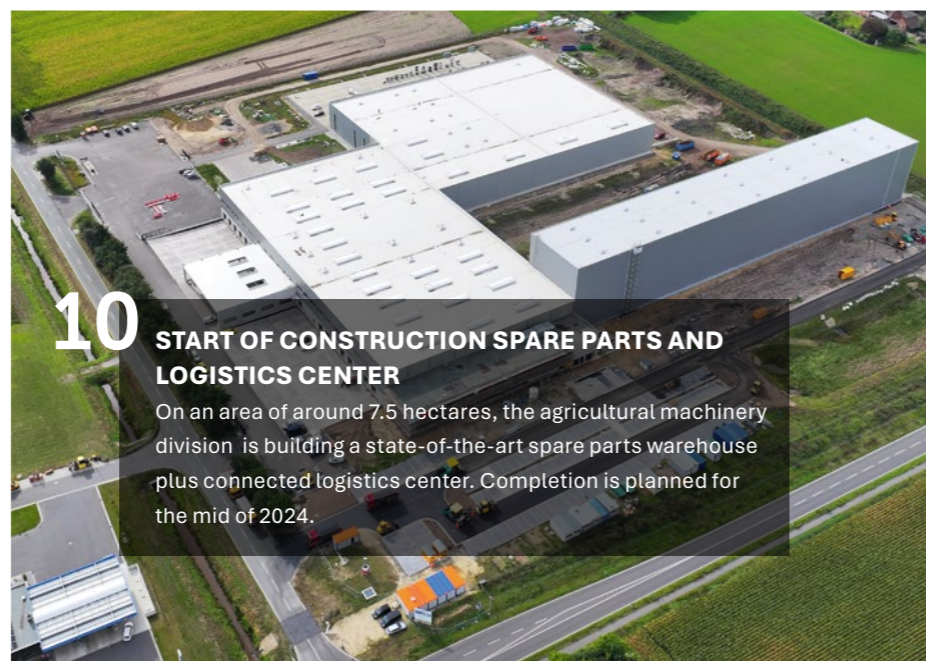 10
START OF CONSTRUCTION SPARE PARTS AND
LOGISTICS CENTER
On an area of around 7.5 hectares, the agricultural machinery
division  is building a state-of-the-art spare parts warehouse
plus connected logistics center. Completion is planned for
the mid of 2024.